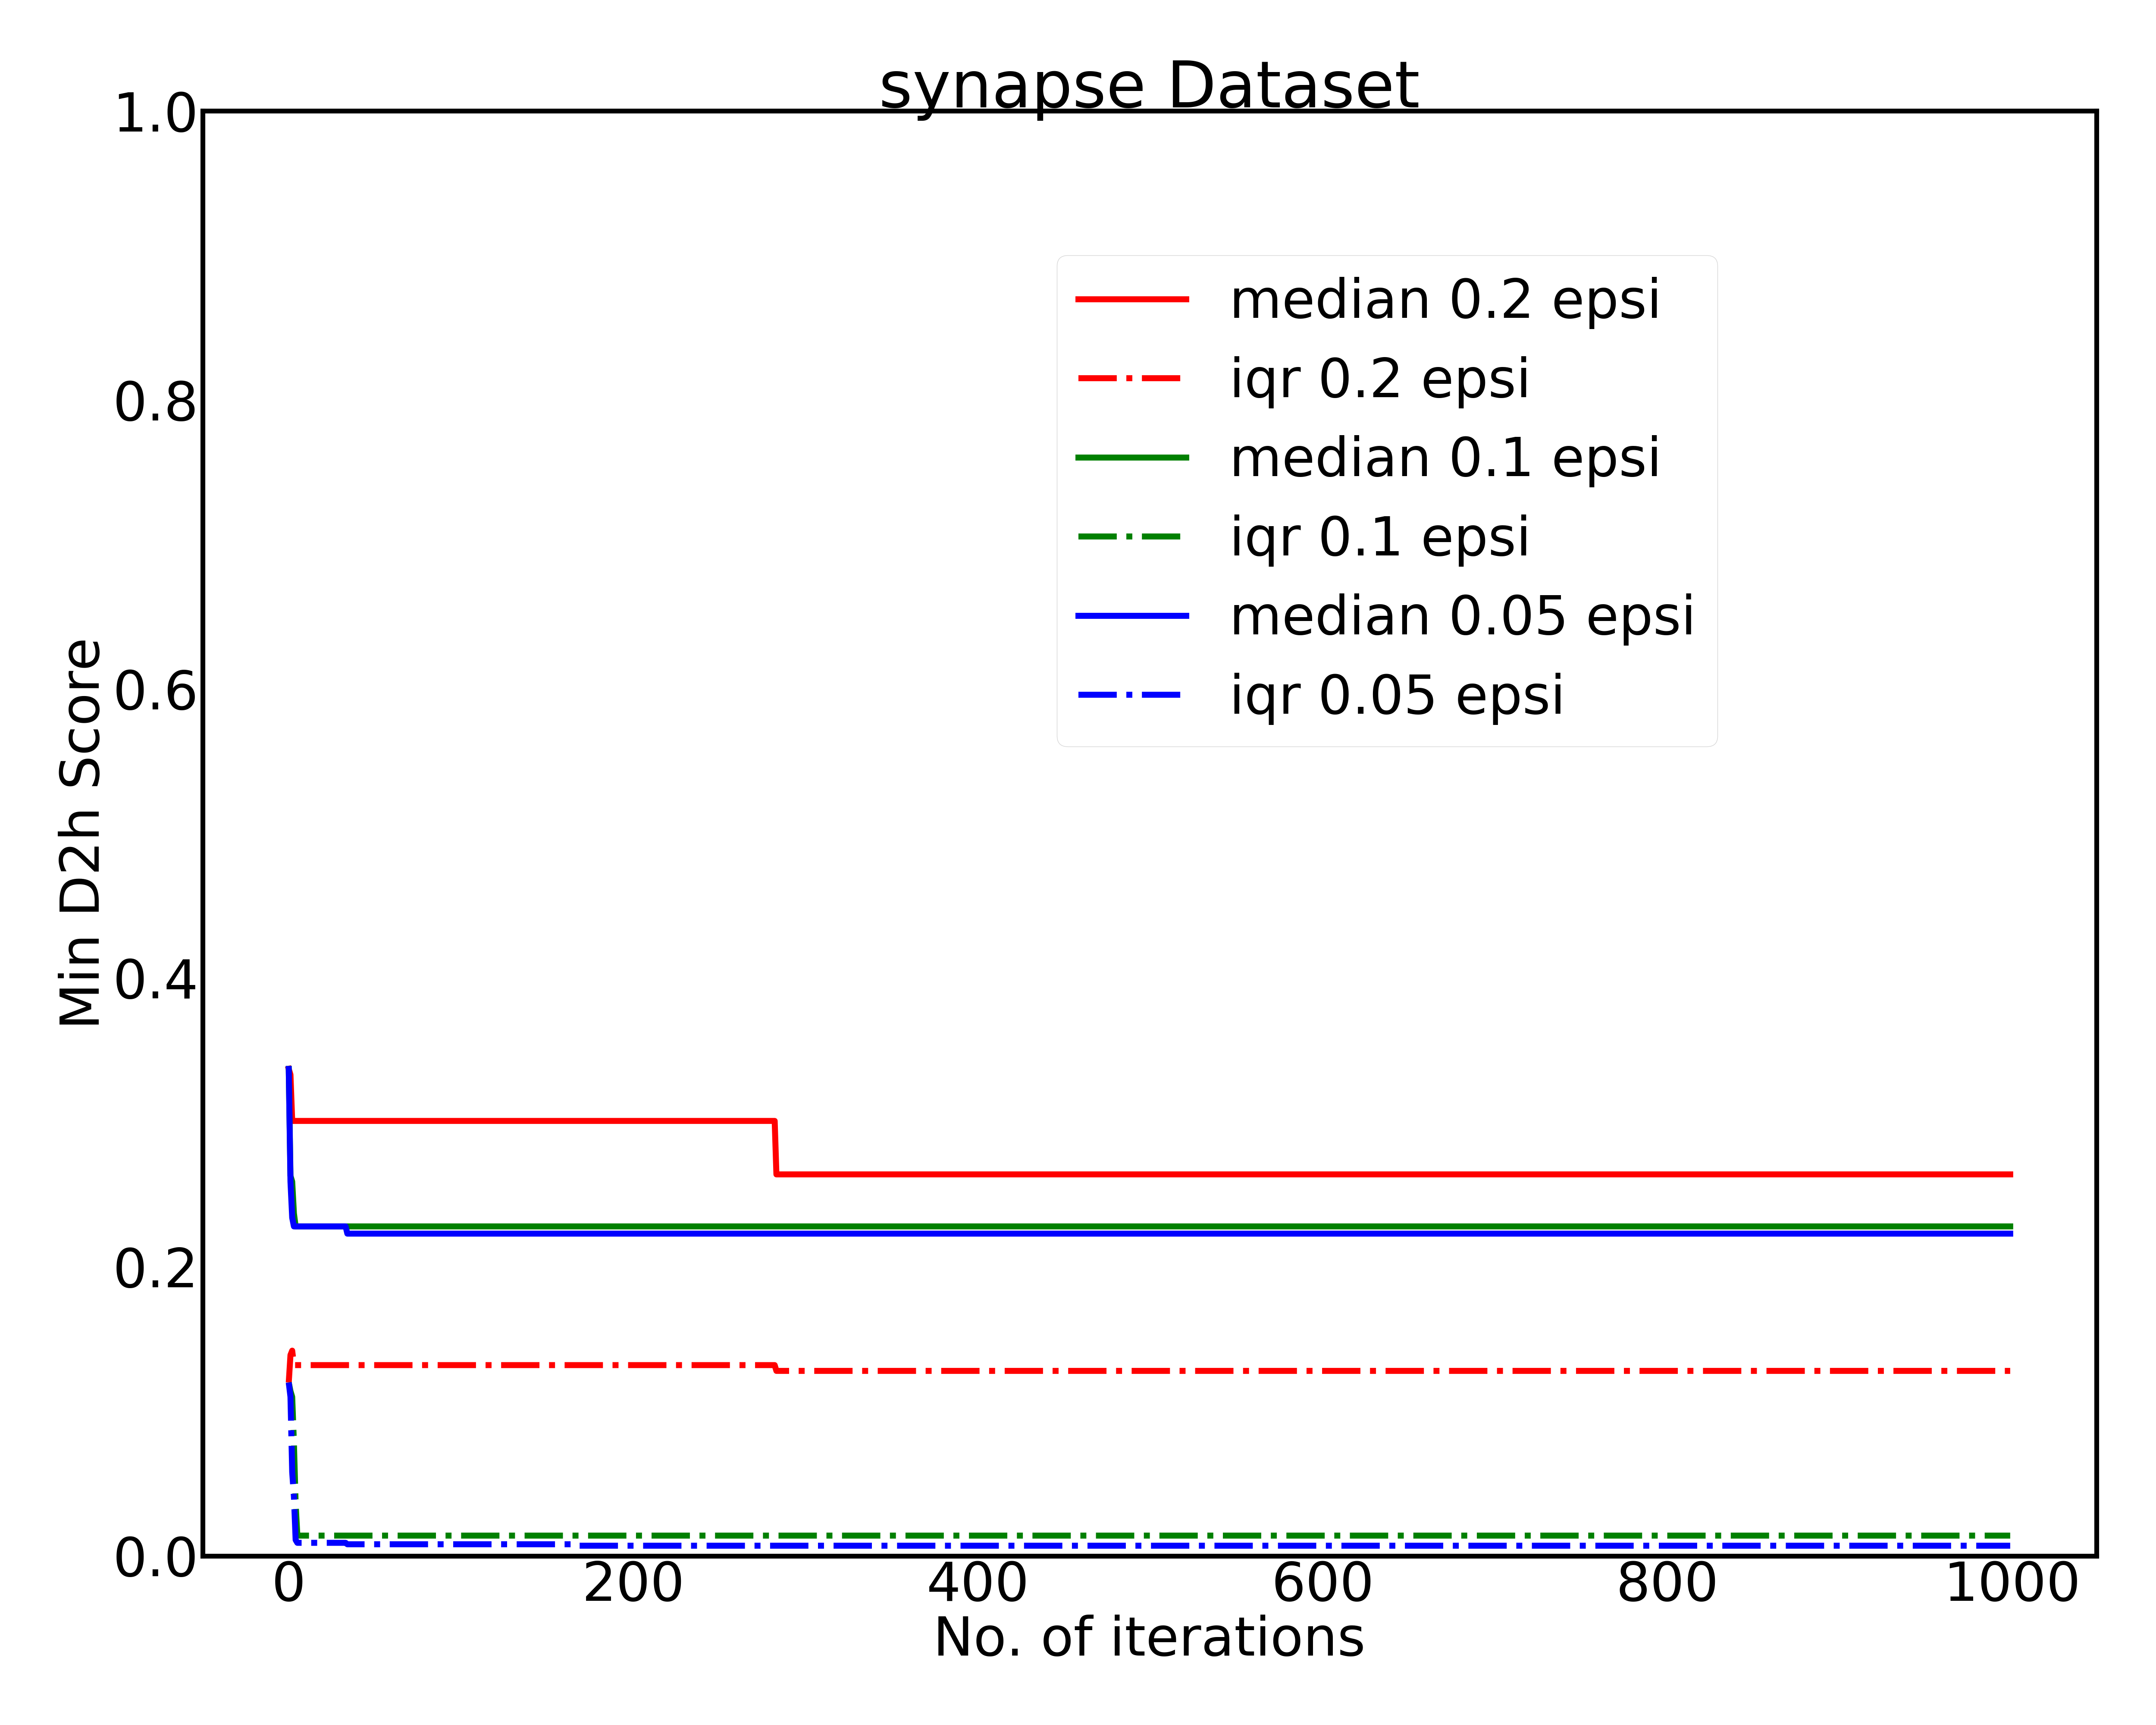 synapse Dataset
1.0
0.8
0.6
0.4
0.2
0.0
Min D2h Score
median 0.2 epsi
iqr 0.2 epsi
median 0.1 epsi
iqr 0.1 epsi
median 0.05 epsi
iqr 0.05 epsi
0 200 400 600 800 1000
No. of iterations